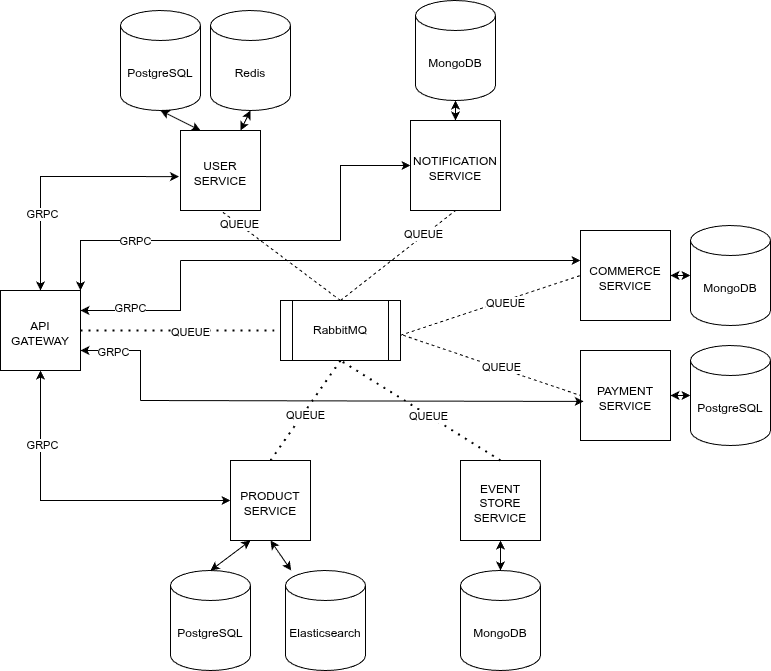 PostgreSQL
Redis
MongoDB
USER
SERVICE
NOTIFICATION
SERVICE
GRPC
QUEUE
GRPC
QUEUE
COMMERCE
SERVICE
MongoDB
GRPC
QUEUE
API
GATEWAY
QUEUE
RabbitMQ
GRPC
QUEUE
PAYMENT
SERVICE
PostgreSQL
QUEUE
QUEUE
GRPC
PRODUCT
SERVICE
EVENT
STORE
SERVICE
PostgreSQL
Elasticsearch
MongoDB